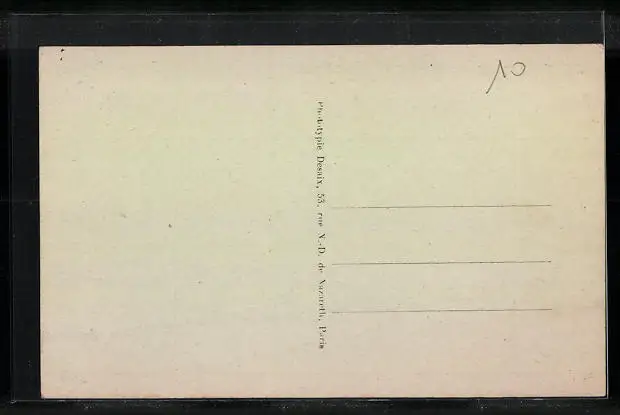 10
Phototypie Desaix, 53, rue N.-D. de Nazareth, Paris